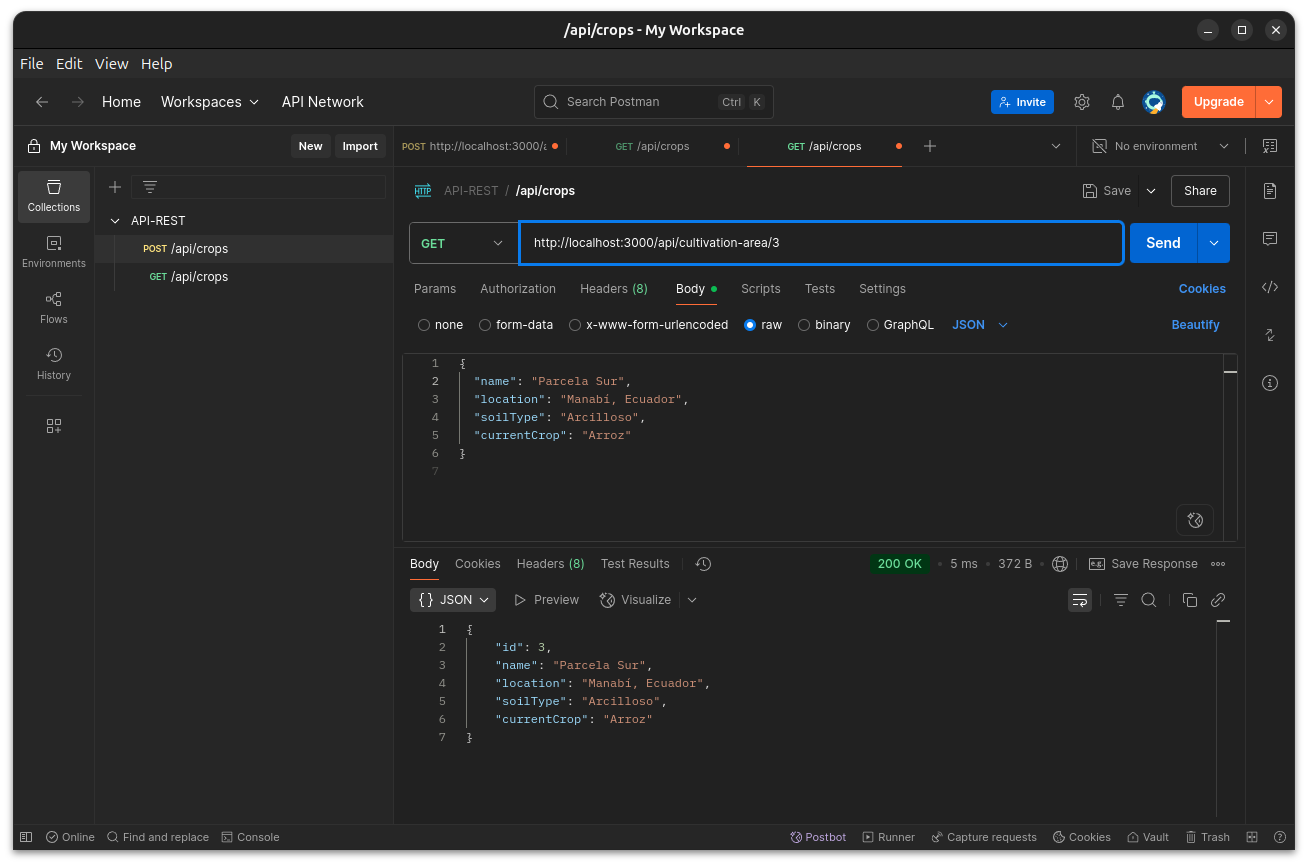 /api/crops - My Workspace
File Edit View Help
Home Workspaces API Network Search Postman Ctrl K Invite Upgrade
My Workspace New Import POST http://localhost:3000/a GET /api/crops GET /api/crops No environment
Collections
Environments
Flows
History
API-REST
POST /api/crops
GET /api/crops
HTTP API-REST / /api/crops Save Share
GET http://localhost:3000/api/cultivation-area/3 Send
Params Authorization Headers (8) Body Scripts Tests Settings Cookies
none form-data x-www-form-urlencoded raw binary GraphQL JSON Beautify
1 {
2 "name": "Parcela Sur",
3 "location": "Manabí, Ecuador",
4 "soilType": "Arcilloso",
5 "currentCrop": "Arroz"
6 }
7
Body Cookies Headers (8) Test Results 200 OK • 5 ms • 372 B • e.g. Save Response
{} JSON Preview Visualize
1 {
2 "id": 3,
3 "name": "Parcela Sur",
4 "location": "Manabí, Ecuador",
5 "soilType": "Arcilloso",
6 "currentCrop": "Arroz"
7 }
Online Find and replace Console Postbot Runner Capture requests Cookies Vault Trash